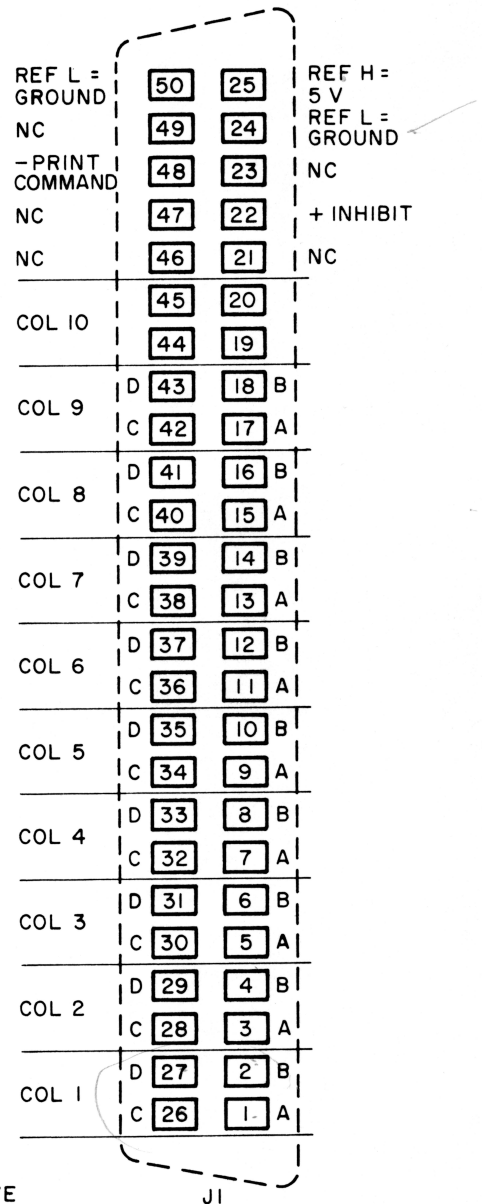 REF L = 50 25 REF H =
GROUND 5 V
NC 49 24 REF L =
GROUND
-PRINT 48 23 NC
COMMAND
NC 47 22 + INHIBIT
NC 46 21 NC
45 20
COL 10
44 19
D 43 18 B
COL 9
C 42 17 A
D 41 16 B
COL 8
C 40 15 A
D 39 14 B
COL 7
C 38 13 A
D 37 12 B
COL 6
C 36 11 A
D 35 10 B
COL 5
C 34 9 A
D 33 8 B
COL 4
C 32 7 A
D 31 6 B
COL 3
C 30 5 A
D 29 4 B
COL 2
C 28 3 A
D 27 2 B
COL 1
C 26 1 A
J1